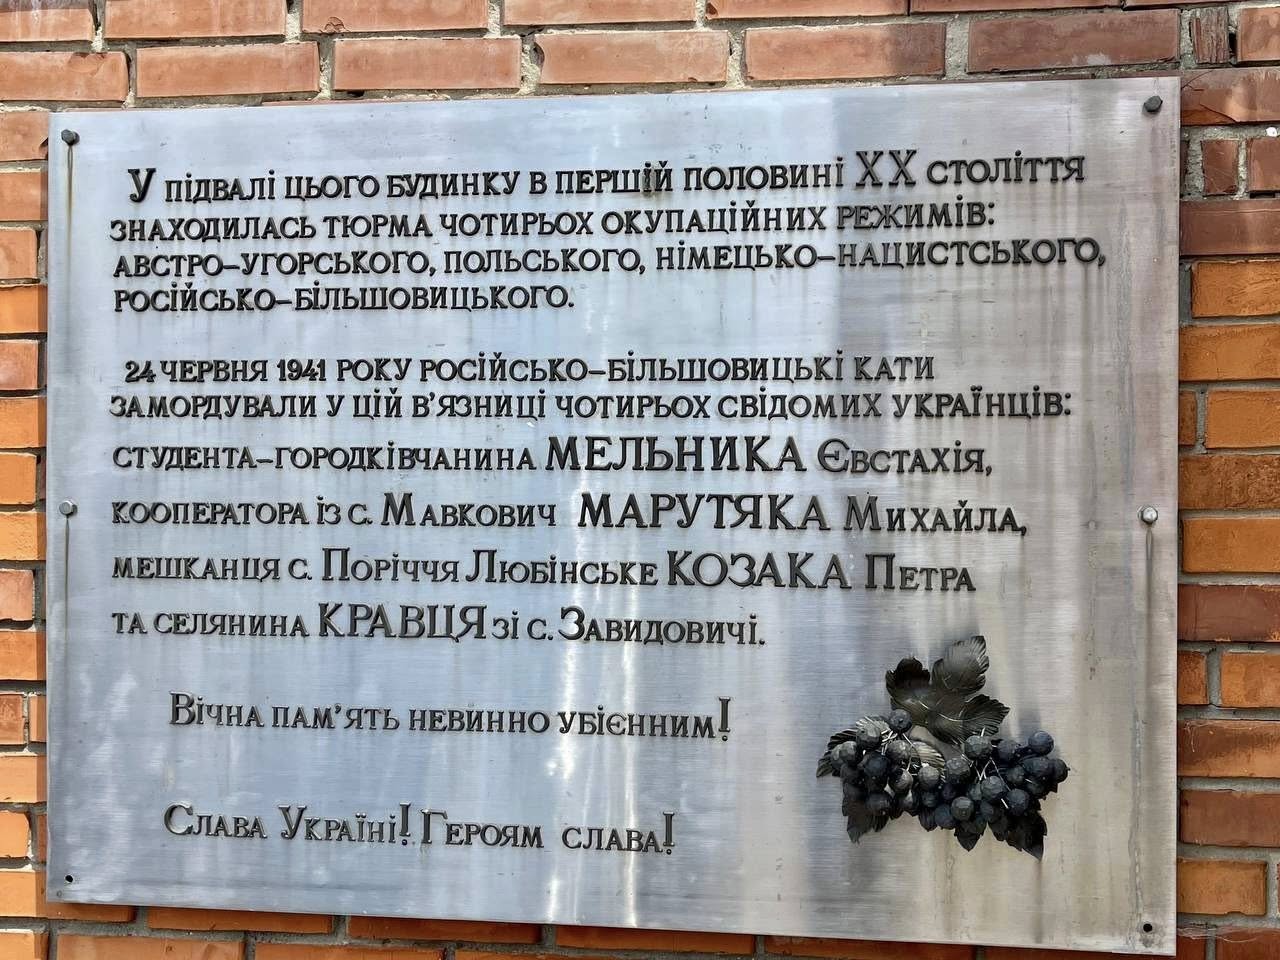 У ПІДВАЛІ ЦЬОГО БУДИНКУ В ПЕРШІЙ ПОЛОВИНІ XX СТОЛІТТЯ
ЗНАХОДИЛАСЬ ТЮРМА ЧОТИРЬОХ ОКУПАЦІЙНИХ РЕЖИМІВ:
АВСТРО-УГОРСЬКОГО, ПОЛЬСЬКОГО, НІМЕЦЬКО-НАЦИСТСЬКОГО,
РОСІЙСЬКО-БІЛЬШОВИЦЬКОГО.
24 ЧЕРВНЯ 1941 РОКУ РОСІЙСЬКО-БІЛЬШОВИЦЬКІ КАТИ
ЗАМОРДУВАЛИ У ЦІЙ В'ЯЗНИЦІ ЧОТИРЬОХ СВІДОМИХ УКРАЇНЦІВ:
СТУДЕНТА-ГОРОДКІВЧАНИНА МЕЛЬНИКА ЄВСТАХІЯ,
КООПЕРАТОРА ІЗ С. МАВКОВИЧ МАРУТЯКА МИХАЙЛА,
МЕШКАНЦЯ С. ПОРІЧЧЯ ЛЮБІНСЬКЕ КОЗАКА ПЕТРА
ТА СЕЛЯНИНА КРАВЦЯ ЗІ С. ЗАВИДОВИЧІ.
ВІЧНА ПАМ'ЯТЬ НЕВИННО УБІЄННИМ!
СЛАВА УКРАЇНІ! ГЕРОЯМ СЛАВА!